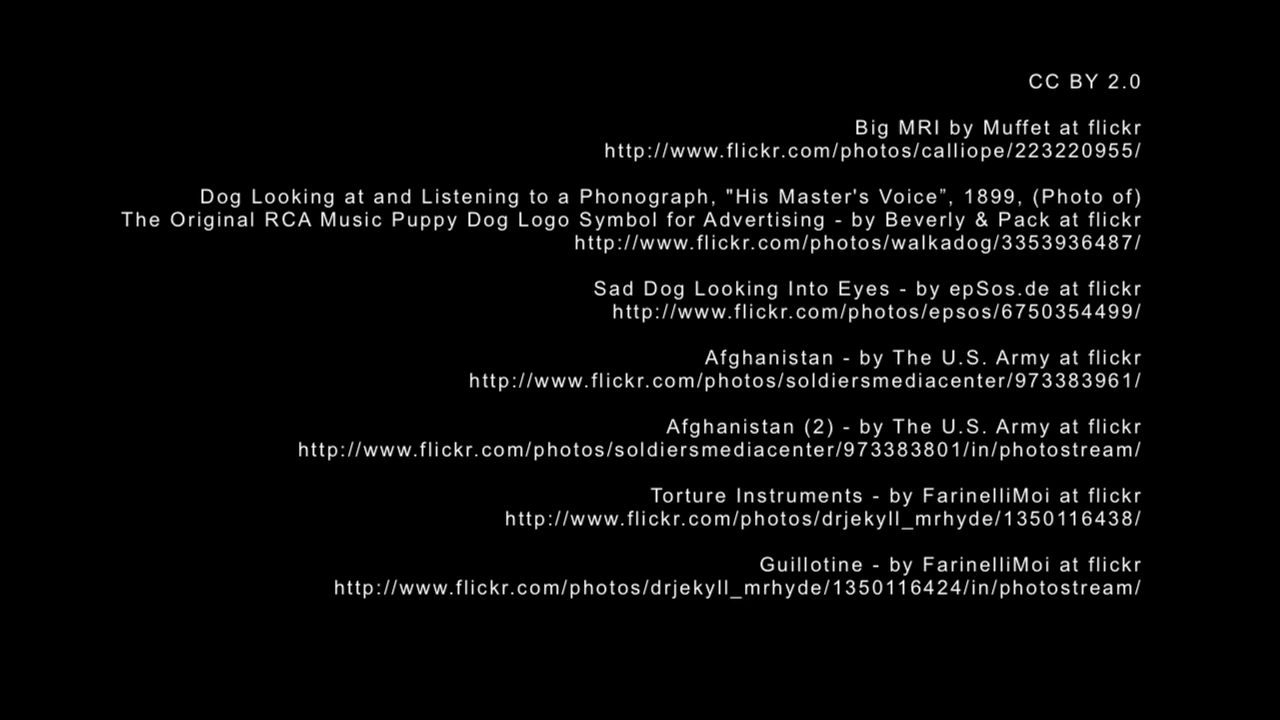 CC BY 2.0
Big MRI by Muffet at flickr
http://www.flickr.com/photos/calliope/223220955/
Dog Looking at and Listening to a Phonograph, "His Master's Voice”, 1899, (Photo of)
The Original RCA Music Puppy Dog Logo Symbol for Advertising - by Beverly & Pack at flickr
http://www.flickr.com/photos/walkadog/3353936487/
Sad Dog Looking Into Eyes - by epSos.de at flickr
http://www.flickr.com/photos/epsos/6750354499/
Afghanistan - by The U.S. Army at flickr
http://www.flickr.com/photos/soldiersmediacenter/973383961/
Afghanistan (2) - by The U.S. Army at flickr
http://www.flickr.com/photos/soldiersmediacenter/973383801/in/photostream/
Torture Instruments - by FarinelliMoi at flickr
http://www.flickr.com/photos/drjekyll_mrhyde/1350116438/
Guillotine - by FarinelliMoi at flickr
http://www.flickr.com/photos/drjekyll_mrhyde/1350116424/in/photostream/